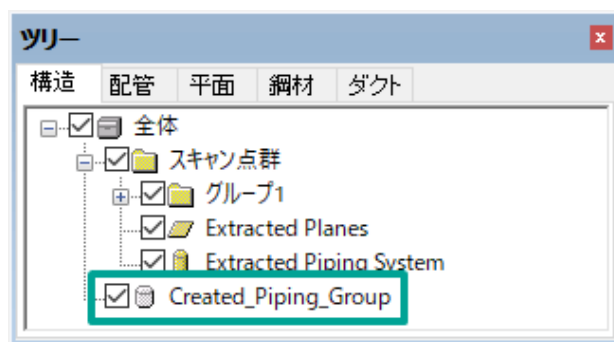 ツリー
構造 配管 平面 鋼材 ダクト
全体
スキャン点群
グループ1
Extracted Planes
Extracted Piping System
Created_Piping_Group